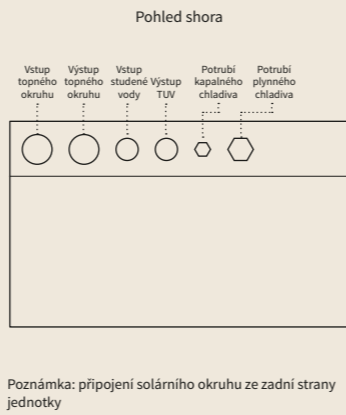 Pohled shora
Vstup topného okruhu
Výstup topného okruhu
Vstup studené vody
Výstup TUV
Potrubí kapalného chladiva
Potrubí plynného chladiva
Poznámka: připojení solárního okruhu ze zadní strany
jednotky